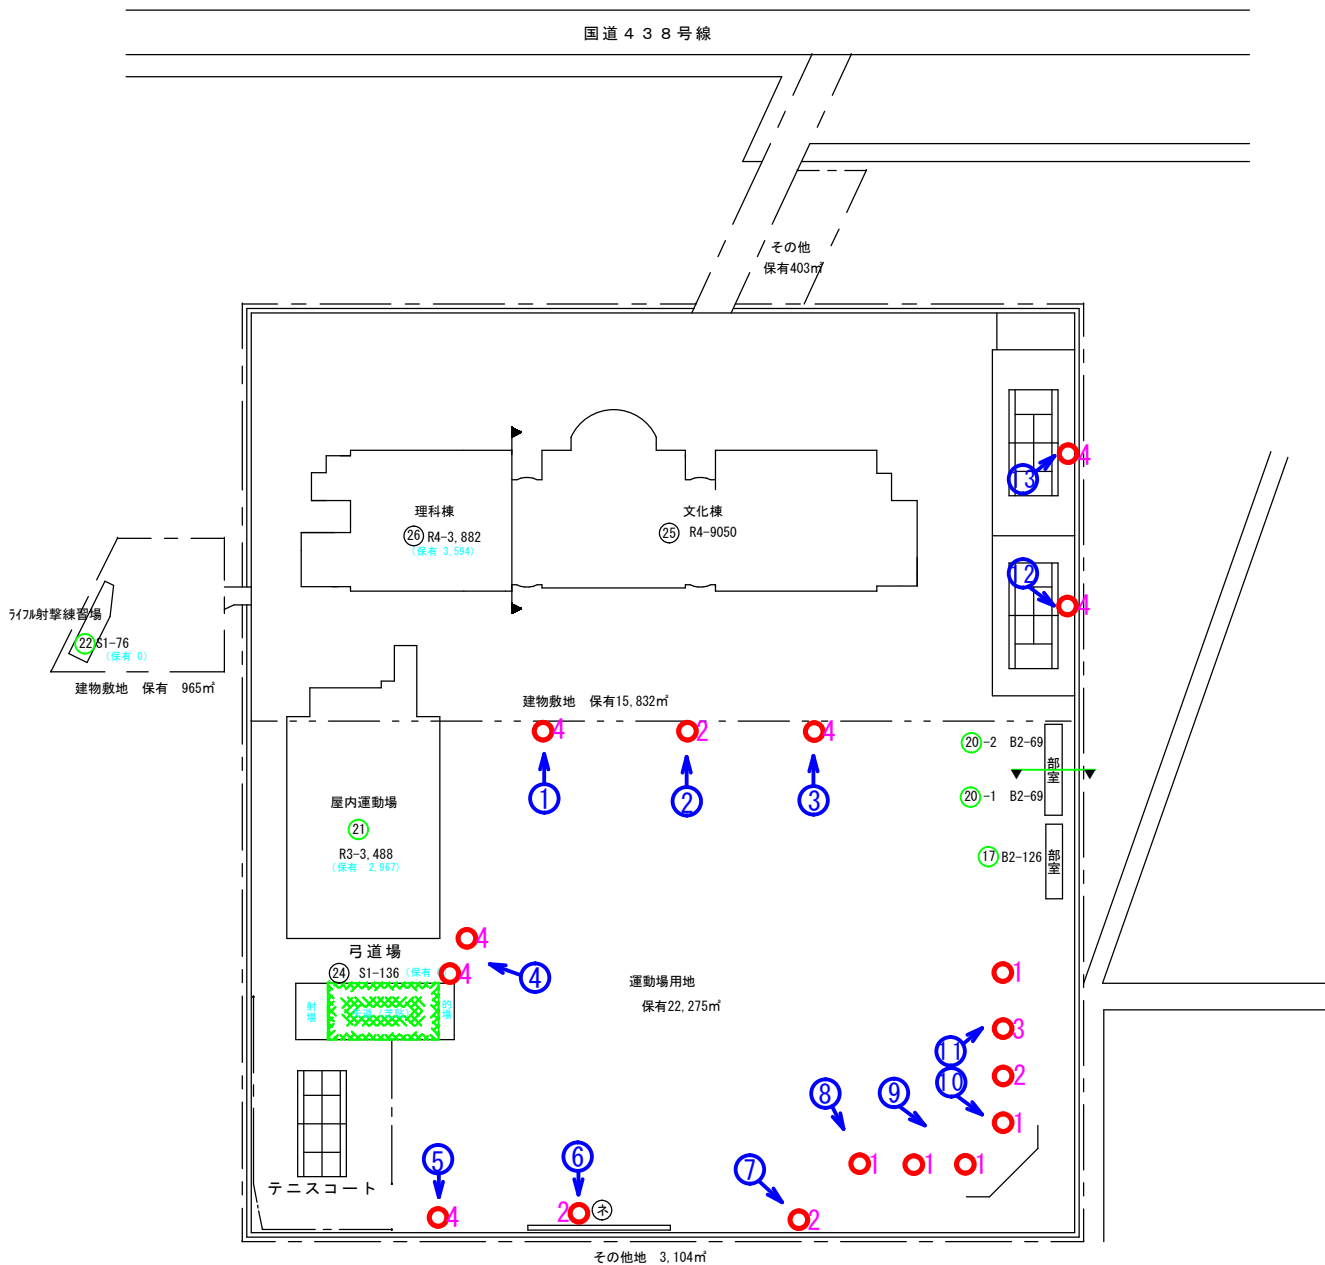 国道４３８号線
その他
保有403㎡
理科棟
26 R4-3,882
(保有 3,594)
文化棟
25 R4-9050
13 4
12 4
ﾗｲﾌﾙ射撃練習場
22 S1-76
(保有 0)
建物敷地 保有 965㎡
建物敷地 保有15,832㎡
4 2 4
1 2 3
20-2 B2-69
部室
20-1 B2-69
17 B2-126
部室
屋内運動場
21
R3-3,488
(保有 2,967)
4
弓道場
24 S1-136 (保有
4
4
射場
的場
運動場用地
保有22,275㎡
1
11 3
2
10 1
8 9
1 1 1
テニスコート
5 6 7
4 2 ネ 2
その他地 3,104㎡